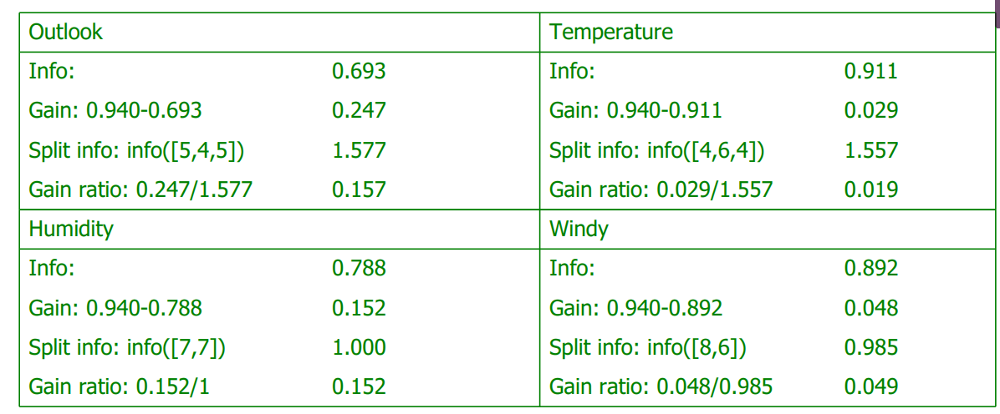 Outlook
Temperature
Info: 0.693
Info: 0.911
Gain: 0.940-0.693 0.247
Gain: 0.940-0.911 0.029
Split info: info([5,4,5]) 1.577
Split info: info([4,6,4]) 1.557
Gain ratio: 0.247/1.577 0.157
Gain ratio: 0.029/1.557 0.019
Humidity
Windy
Info: 0.788
Info: 0.892
Gain: 0.940-0.788 0.152
Gain: 0.940-0.892 0.048
Split info: info([7,7]) 1.000
Split info: info([8,6]) 0.985
Gain ratio: 0.152/1 0.152
Gain ratio: 0.048/0.985 0.049